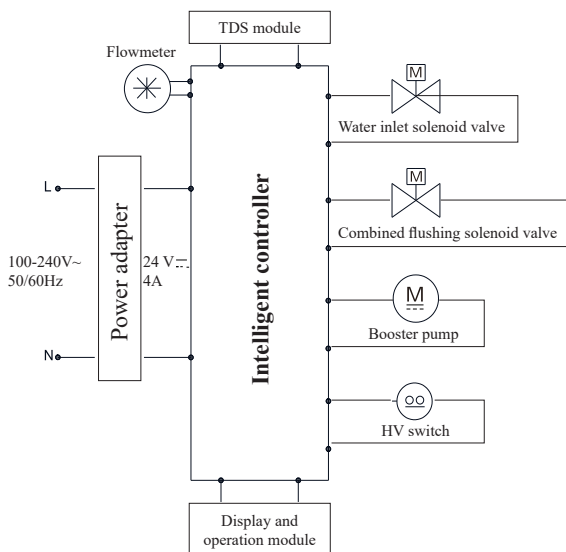 TDS module
Flowmeter
M
Water inlet solenoid valve
L
M
Combined flushing solenoid valve
100-240V~
50/60Hz
Power adapter
24 V
4A
Intelligent controller
M
Booster pump
N
HV switch
Display and
operation module